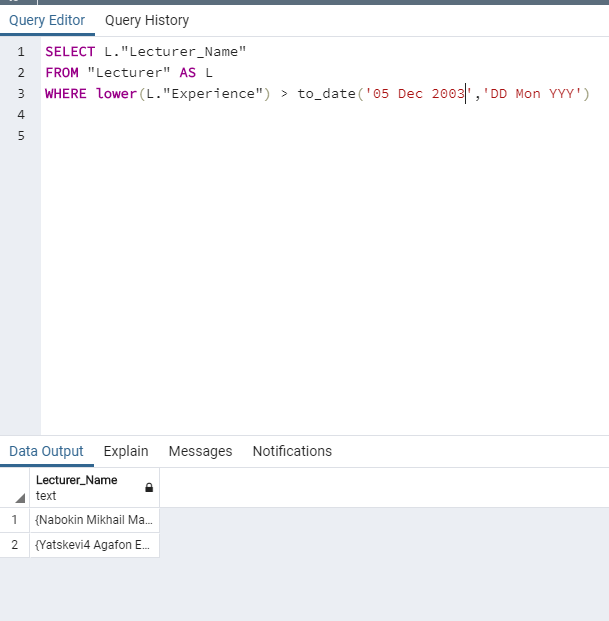 Query Editor Query History
1 SELECT L."Lecturer_Name"
2 FROM "Lecturer" AS L
3 WHERE lower(L."Experience") > to_date('05 Dec 2003','DD Mon YYY')
4
5
Data Output Explain Messages Notifications
Lecturer_Name
text
1 {Nabokin Mikhail Ma...
2 {Yatskevi4 Agafon E...